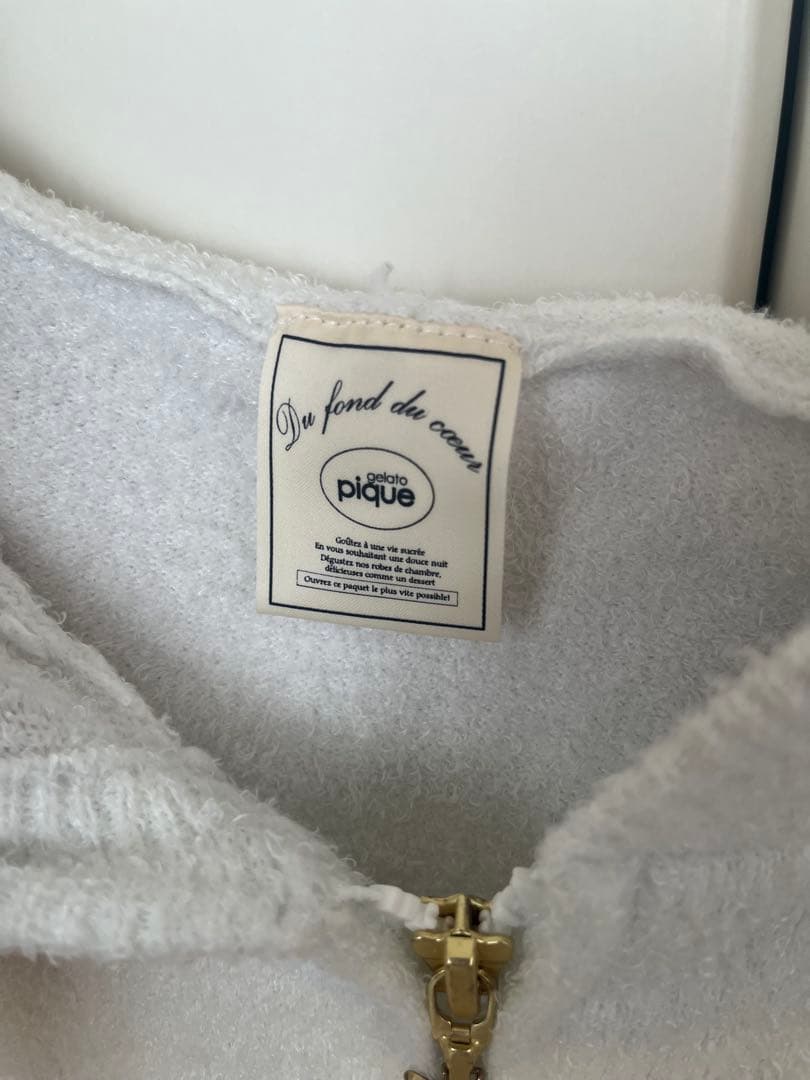 Du fond du cœur
gelato
pique
Goûtez à une vie sucrée
En vous souhaitant une douce nuit
Dégustez nos robes de chambre,
délicieuses comme un dessert
Ouvrez ce paquet le plus vite possible!